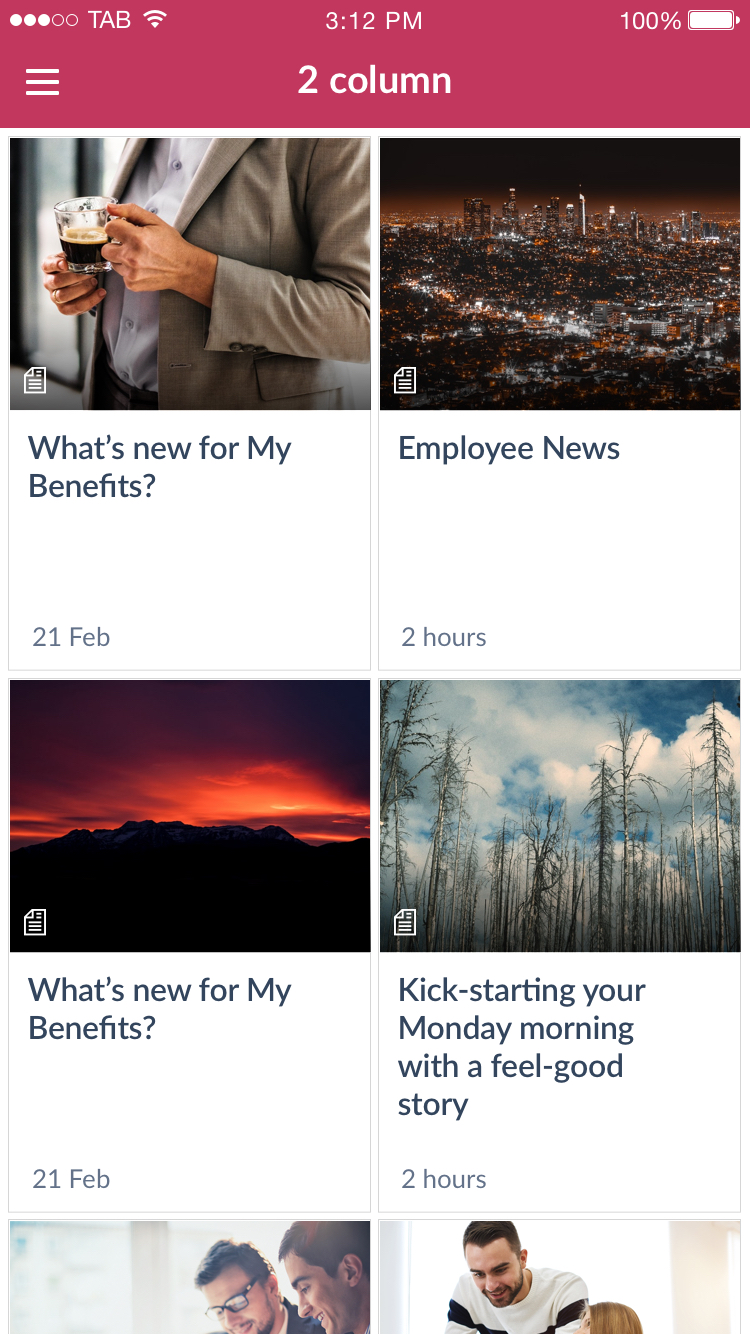 TAB 3:12 PM 100%
2 column
What's new for My
Benefits?
21 Feb
Employee News
2 hours
What's new for My
Benefits?
21 Feb
Kick-starting your
Monday morning
with a feel-good
story
2 hours